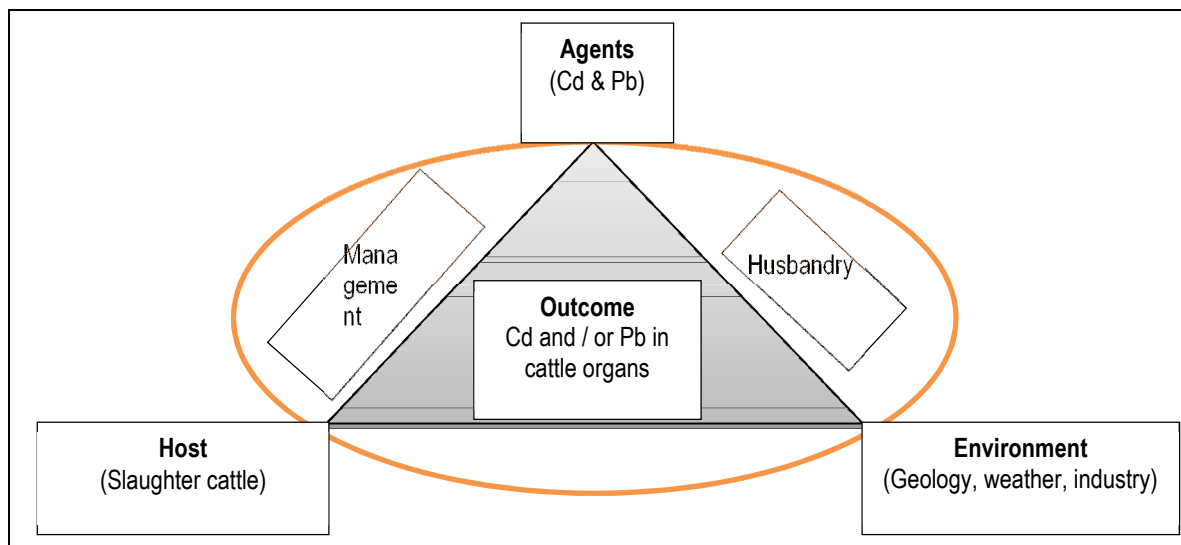 Agents
(Cd & Pb)
Mana
geme
nt
Husbandry
Outcome
Cd and / or Pb in
cattle organs
Host
(Slaughter cattle)
Environment
(Geology, weather, industry)